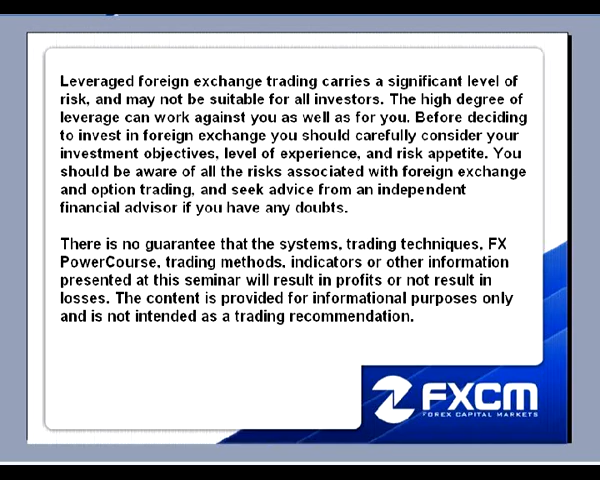 Leveraged foreign exchange trading carries a significant level of
risk, and may not be suitable for all investors. The high degree of
leverage can work against you as well as for you. Before deciding
to invest in foreign exchange you should carefully consider your
investment objectives, level of experience, and risk appetite. You
should be aware of all the risks associated with foreign exchange
and option trading, and seek advice from an independent
financial advisor if you have any doubts.
There is no guarantee that the systems, trading techniques, FX
PowerCourse, trading methods, indicators or other information
presented at this seminar will result in profits or not result in
losses. The content is provided for informational purposes only
and is not intended as a trading recommendation.
FXCM
FOREX CAPITAL MARKETS